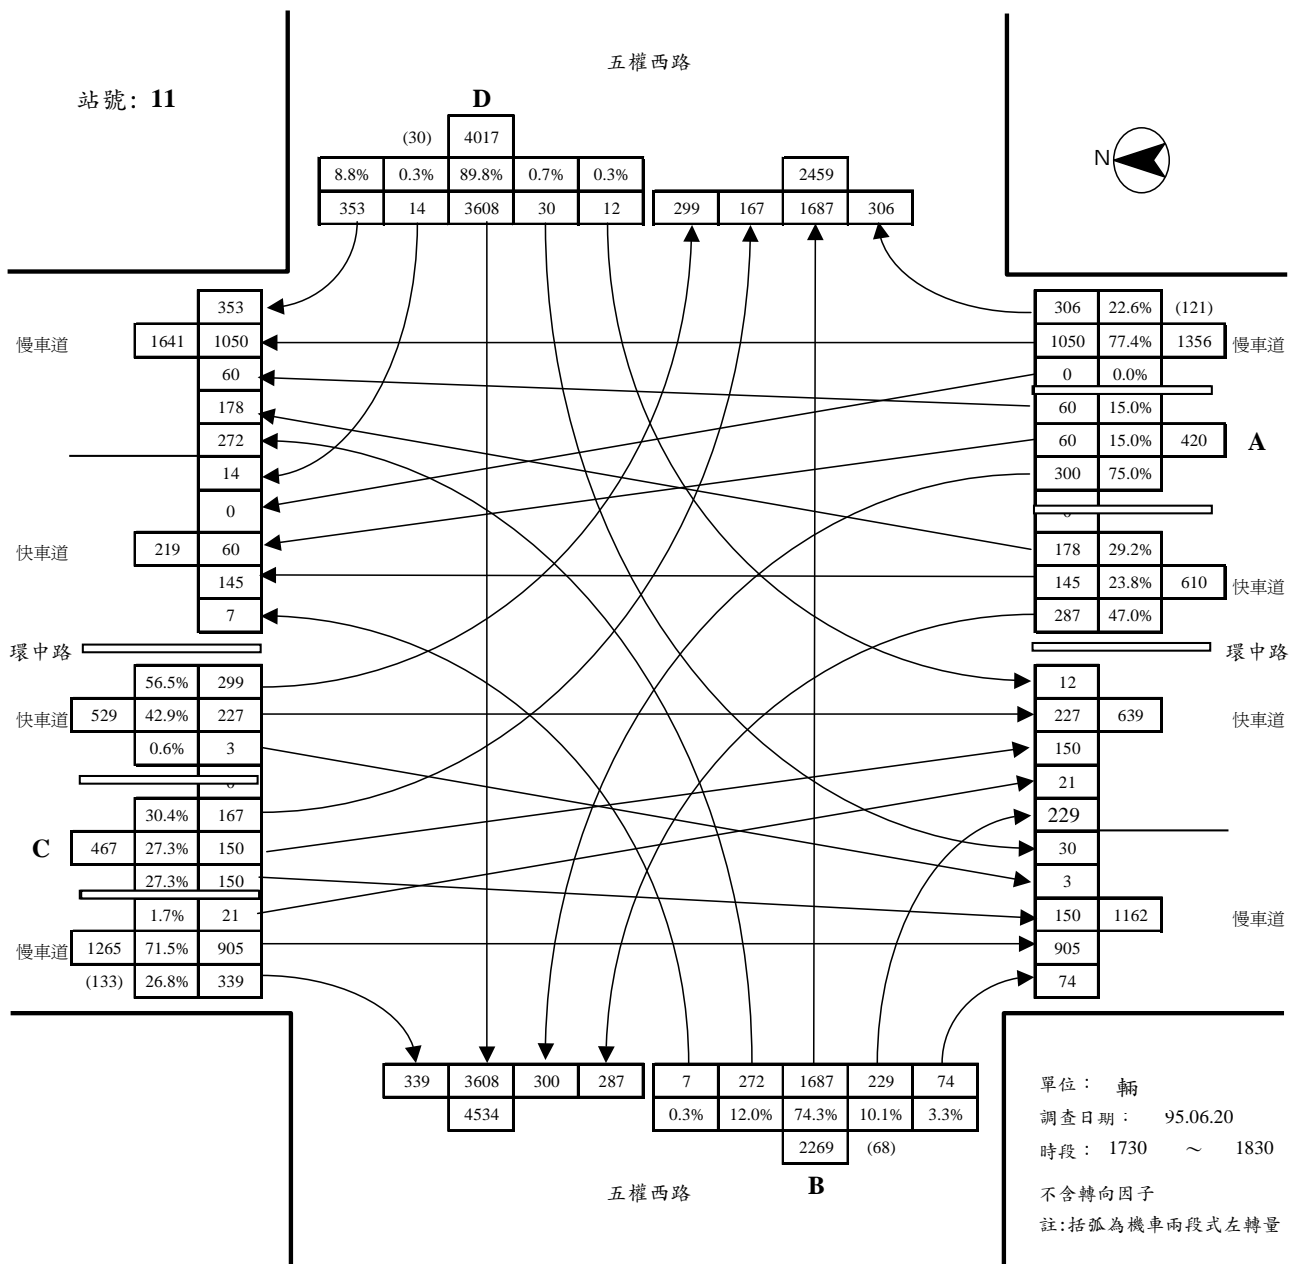 五權西路
站號: 11
D
(30) 4017
N
8.8% 0.3% 89.8% 0.7% 0.3%
2459
353 14 3608 30 12
299 167 1687 306
353
306 22.6% (121)
慢車道 1641 1050
1050 77.4% 1356 慢車道
60
0 0.0%
178
60 15.0%
272
60 15.0% 420 A
14
300 75.0%
0
快車道 219 60
178 29.2%
145
145 23.8% 610 快車道
7
287 47.0%
環中路
環中路
56.5% 299
12
快車道 529 42.9% 227
227 639 快車道
0.6% 3
150
21
30.4% 167
229
C 467 27.3% 150
30
27.3% 150
3
1.7% 21
150 1162 慢車道
慢車道 1265 71.5% 905
905
(133) 26.8% 339
74
339 3608 300 287
7 272 1687 229 74
4534
0.3% 12.0% 74.3% 10.1% 3.3%
2269 (68)
B
五權西路
單位： 輛
調查日期： 95.06.20
時段： 1730 ～ 1830
不含轉向因子
註:括弧為機車兩段式左轉量